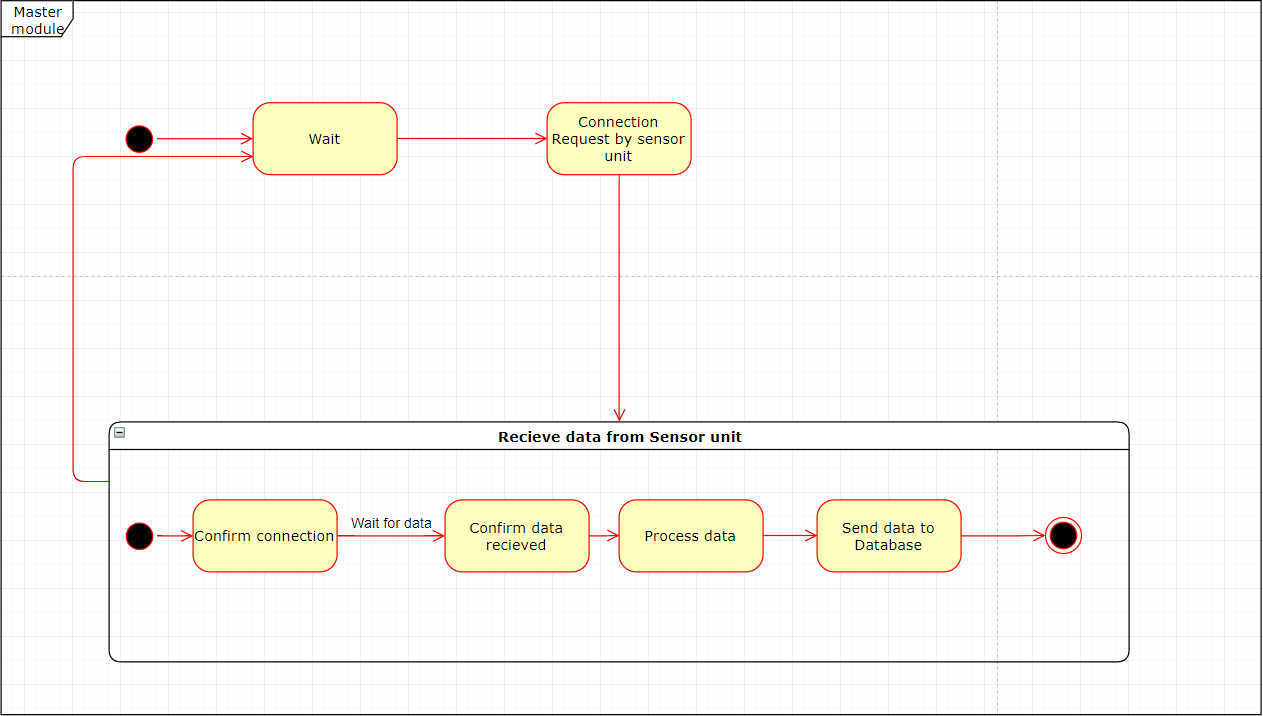 Master
module
Wait
Connection
Request by sensor
unit
Recieve data from Sensor unit
Confirm connection
Wait for data
Confirm data
recieved
Process data
Send data to
Database